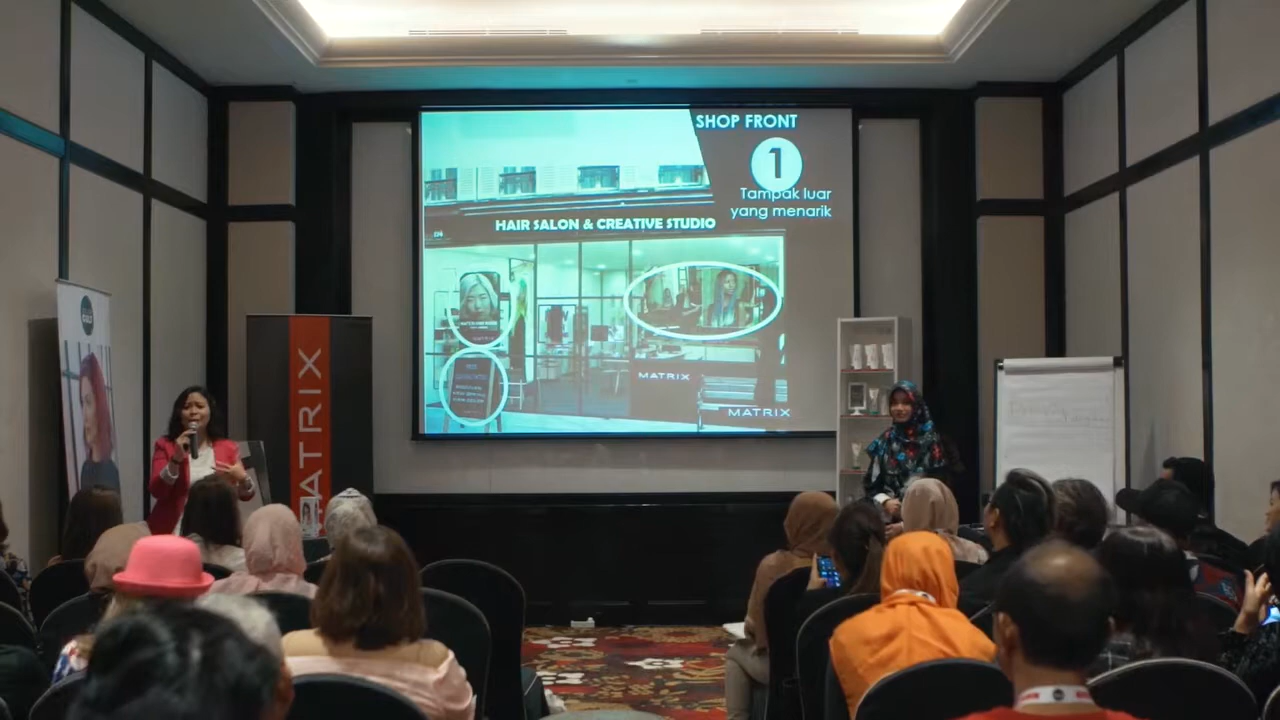 SHOP FRONT
1
Tampak luar
yang menarik
HAIR SALON & CREATIVE STUDIO
MATRIX
MATRIX
MATRIX